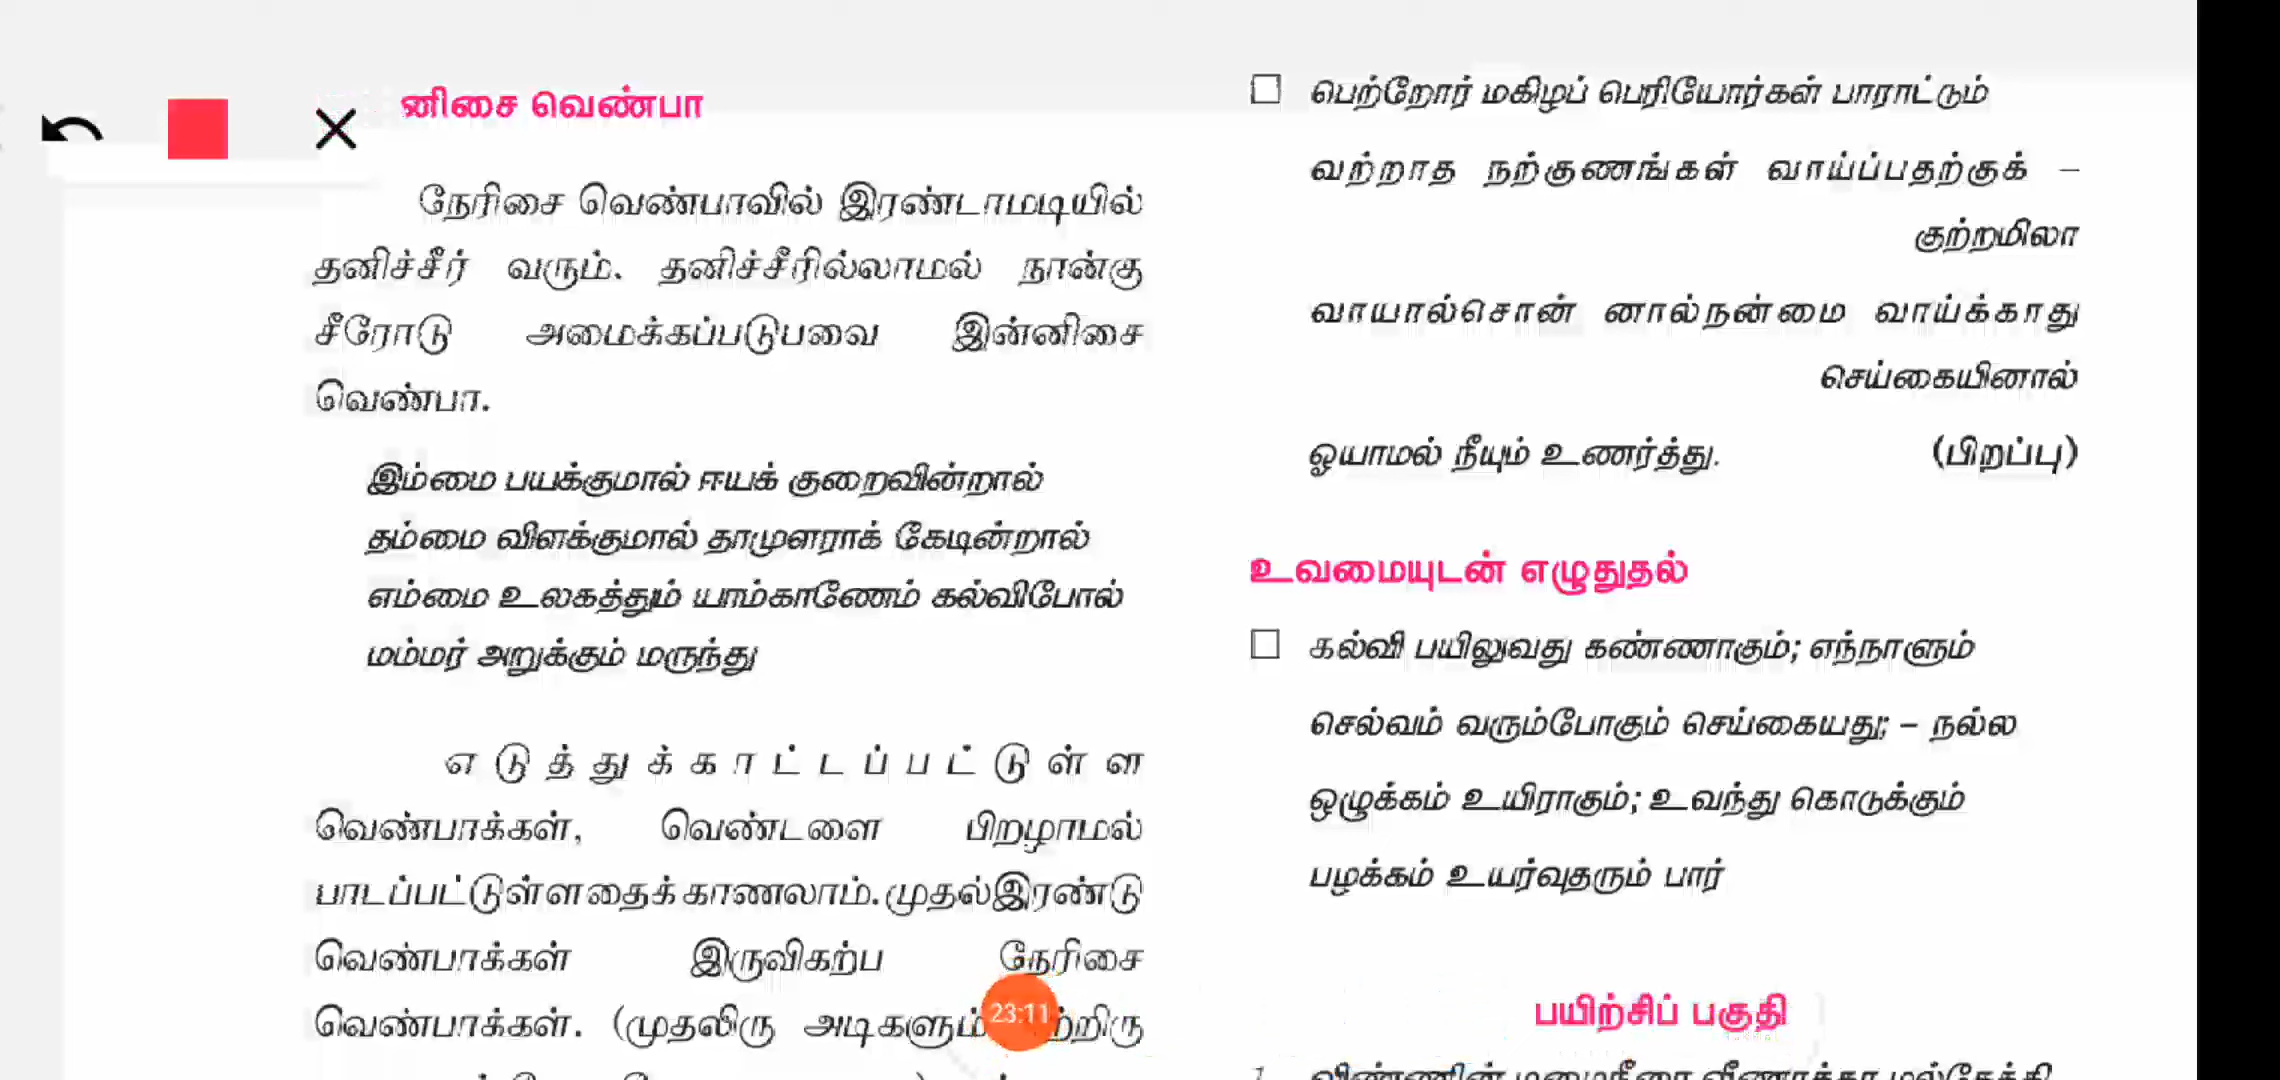 னிசை வெண்பா
நேரிசை வெண்பாவில் இரண்டாமடியில்
தனிச்சீர் வரும். தனிச்சீரில்லாமல் நான்கு
சீரோடு அமைக்கப்படுபவை இன்னிசை
வெண்பா.
இம்மை பயக்குமால் ஈயக் குறைவின்றால்
தம்மை விளக்குமால் தாமுளராக் கேடின்றால்
எம்மை உலகத்தும் யாம்காணேம் கல்விபோல்
மம்மர் அறுக்கும் மருந்து
எடுத்துக்காட்டப்பட்டுள்ள
வெண்பாக்கள், வெண்டளை பிறழாமல்
பாடப்பட்டுள்ளதைக் காணலாம். முதல் இரண்டு
வெண்பாக்கள் இருவிகற்ப நேரிசை
வெண்பாக்கள். (முதலிரு அடிகளும்
23:11
பெற்றோர் மகிழப் பெரியோர்கள் பாராட்டும்
வற்றாத நற்குணங்கள் வாய்ப்பதற்குக் –
குற்றமிலா
வாயால்சொன் னால்நன்மை வாய்க்காது
செய்கையினால்
ஓயாமல் நீயும் உணர்த்து. (பிறப்பு)
உவமையுடன் எழுதுதல்
கல்வி பயிலுவது கண்ணாகும்; எந்நாளும்
செல்வம் வரும்போகும் செய்கையது; – நல்ல
ஒழுக்கம் உயிராகும்; உவந்து கொடுக்கும்
பழக்கம் உயர்வுதரும் பார்
பயிற்சிப் பகுதி